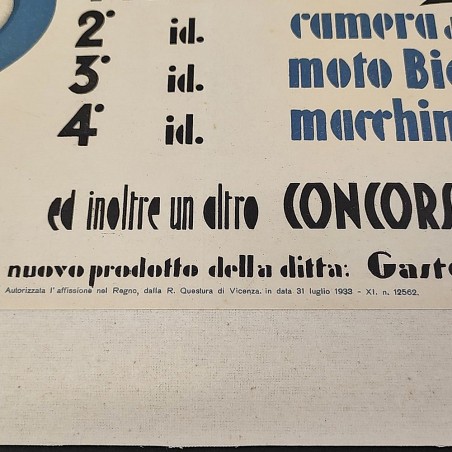 2° id. camera d
3° id. moto Bi
4° id. macchin
ed inoltre un altro CONCORS
nuovo prodotto della ditta: Gast
Autorizzata l'affissione nel Regno, dalla R. Questura di Vicenza. in data 31 luglio 1933 - XI. n. 12562.